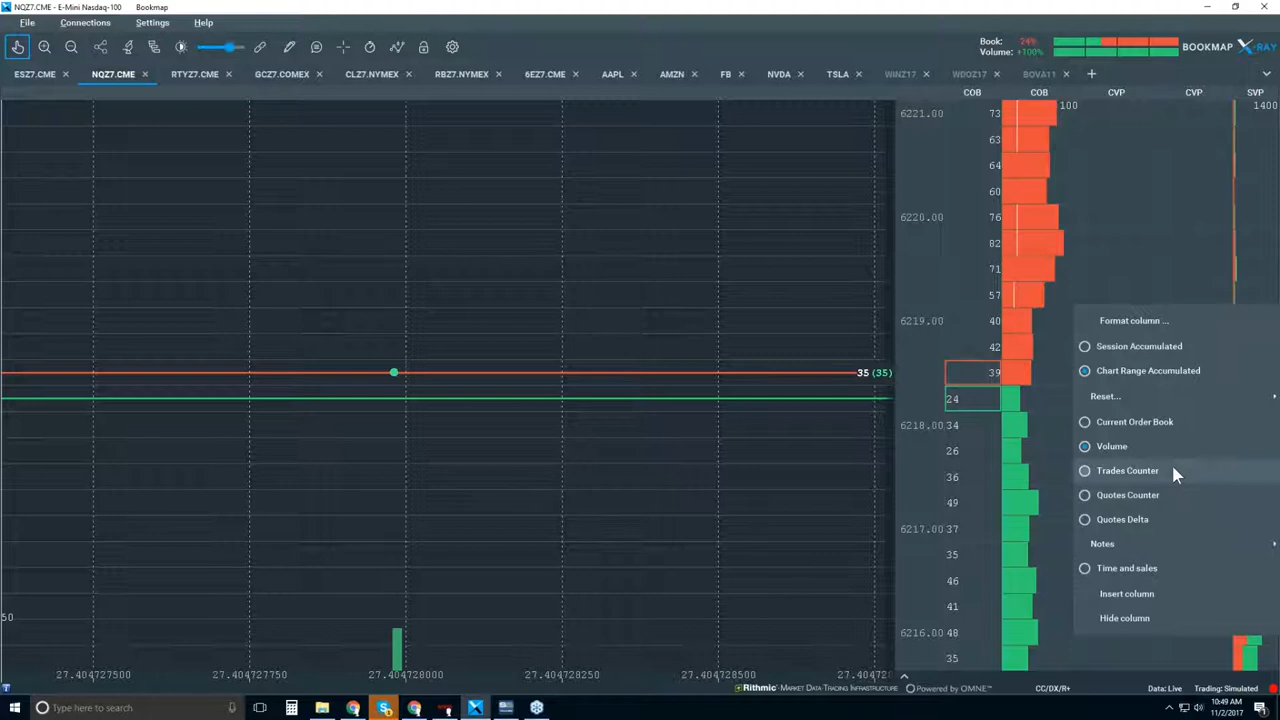 NQZ7.CME - E-Mini Nasdaq-100 Bookmap
File Connections Settings Help
Book: 24%
Volume: +100%
BOOKMAP X-RAY
ESZ7.CME × NQZ7.CME × RTYZ7.CME × GCZ7.COMEX × CLZ7.NYMEX × RBZ7.NYMEX × 6EZ7.CME × AAPL × AMZN × FB × NVDA × TSLA × WINZ17 × WDOZ17 × BOVA11 × +
COB COB CVP CVP SVP
100 1400
6221.00 73
63
64
60
6220.00 76
82
71
57
6219.00 40
42
35 (35) 39
24
6218.00 34
26
36
49
6217.00 37
35
46
41
6216.00 48
35
Format column ...
Session Accumulated
Chart Range Accumulated
Reset...
Current Order Book
Volume
Trades Counter
Quotes Counter
Quotes Delta
Notes
Time and sales
Insert column
Hide column
50
27.404727500 27.404727750 27.404728000 27.404728250 27.404728500 27.404728
Rithmic - MARKET DATA·TRADING INFRASTRUCTURE Powered by OMNE™ CC/DX/R+ Data: Live Trading: Simulated
Type here to search
10:49 AM
11/2/2017